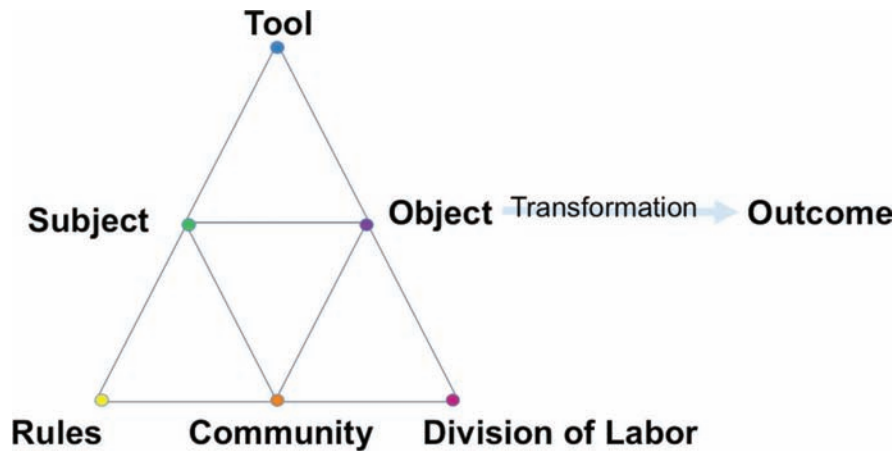 Tool
Subject
Object
Transformation
Outcome
Rules
Community
Division of Labor